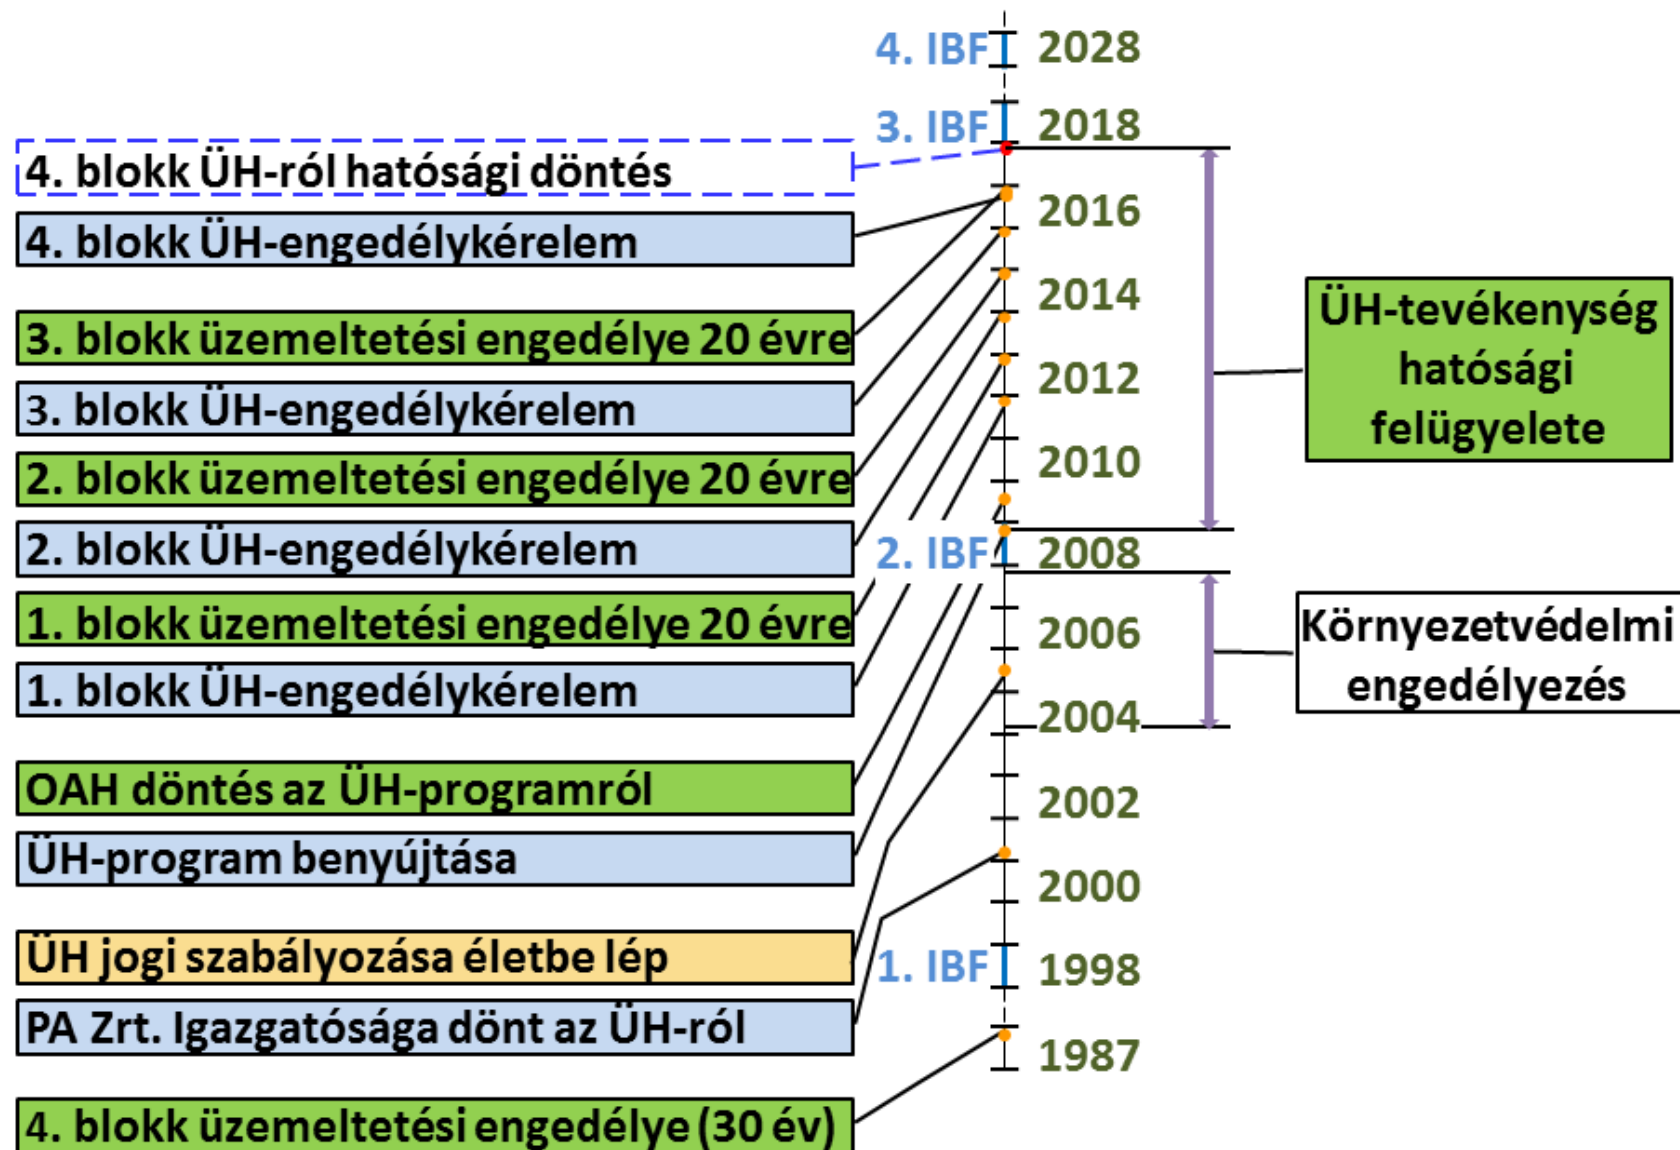 4. IBF
2028
3. IBF
2018
4. blokk ÜH-ról hatósági döntés
4. blokk ÜH-engedélykérelem
2016
3. blokk üzemeltetési engedélye 20 évre
2014
3. blokk ÜH-engedélykérelem
2012
2. blokk üzemeltetési engedélye 20 évre
2010
2. blokk ÜH-engedélykérelem
2. IBF
2008
1. blokk üzemeltetési engedélye 20 évre
2006
1. blokk ÜH-engedélykérelem
2004
OAH döntés az ÜH-programról
2002
ÜH-program benyújtása
2000
ÜH jogi szabályozása életbe lép
1. IBF
1998
PA Zrt. Igazgatósága dönt az ÜH-ról
1987
4. blokk üzemeltetési engedélye (30 év)
ÜH-tevékenység
hatósági
felügyelete
Környezetvédelmi
engedélyezés